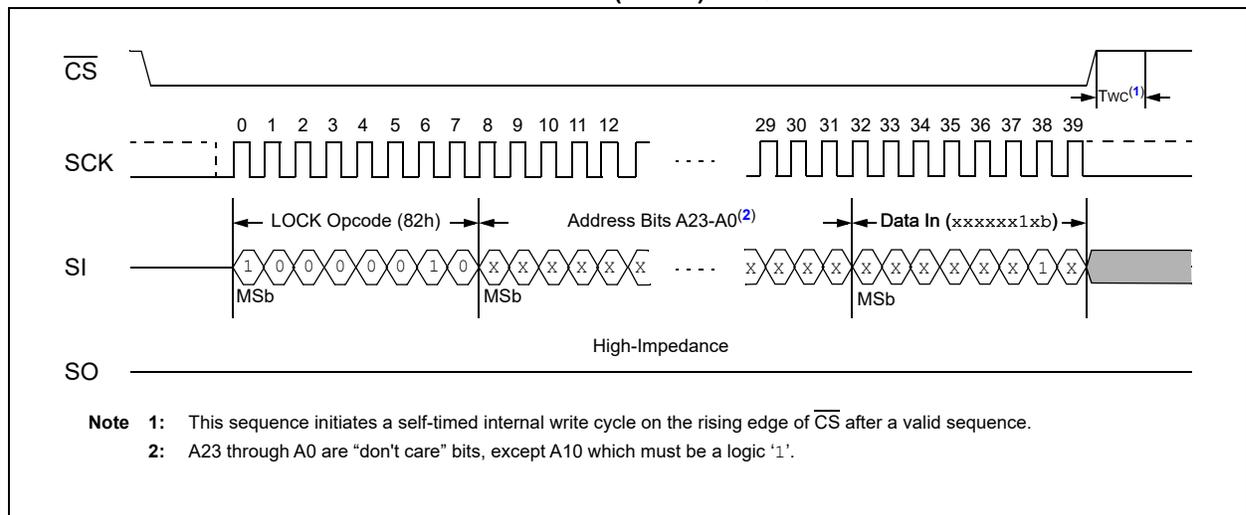 CS
Twc(1)
0 1 2 3 4 5 6 7 8 9 10 11 12 29 30 31 32 33 34 35 36 37 38 39
SCK
LOCK Opcode (82h) Address Bits A23-A0(2) Data In (xxxxxx1xb)
SI 1 0 0 0 0 0 1 0 x x x x x x x x x x x x x x x 1 x
MSb MSb MSb
High-Impedance
SO
Note 1: This sequence initiates a self-timed internal write cycle on the rising edge of CS after a valid sequence.
2: A23 through A0 are “don't care” bits, except A10 which must be a logic ‘1’.